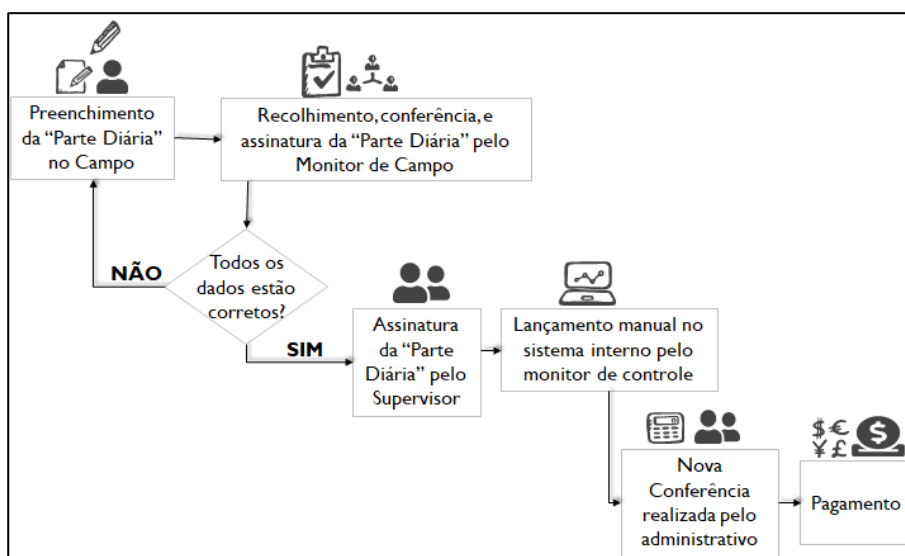 Preenchimento
da “Parte Diária”
no Campo
Recolhimento, conferência, e
assinatura da “Parte Diária” pelo
Monitor de Campo
NÃO
Todos os
dados estão
corretos?
SIM
Assinatura
da “Parte
Diária” pelo
Supervisor
Lançamento manual no
sistema interno pelo
monitor de controle
Nova
Conferência
realizada pelo
administrativo
$ €
¥ £
$
Pagamento